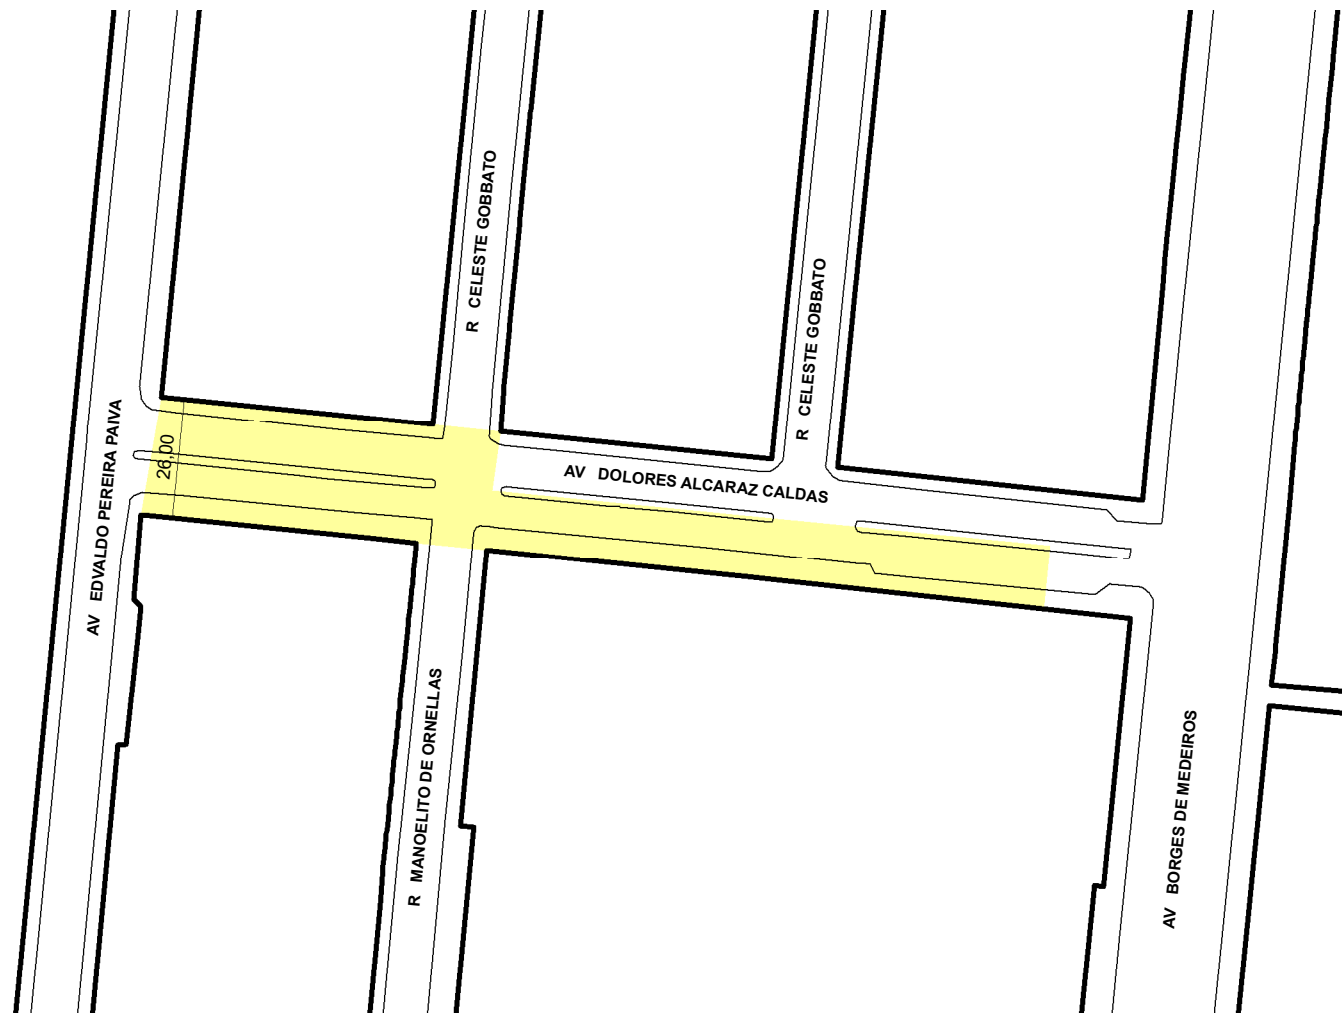 R CELESTE GOBBATO
R CELESTE GOBBATO
AV EDVALDO PEREIRA PAIVA
26,00
AV DOLORES ALCARAZ CALDAS
R MANOELITO DE ORNELLAS
AV BORGES DE MEDEIROS